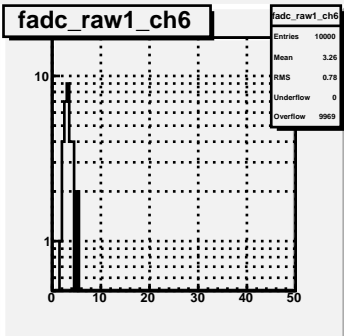 fadc_raw1_ch6
fadc_raw1_ch6
Entries 10000
Mean 3.26
RMS 0.78
Underflow 0
Overflow 9969
10
1
0 10 20 30 40 50